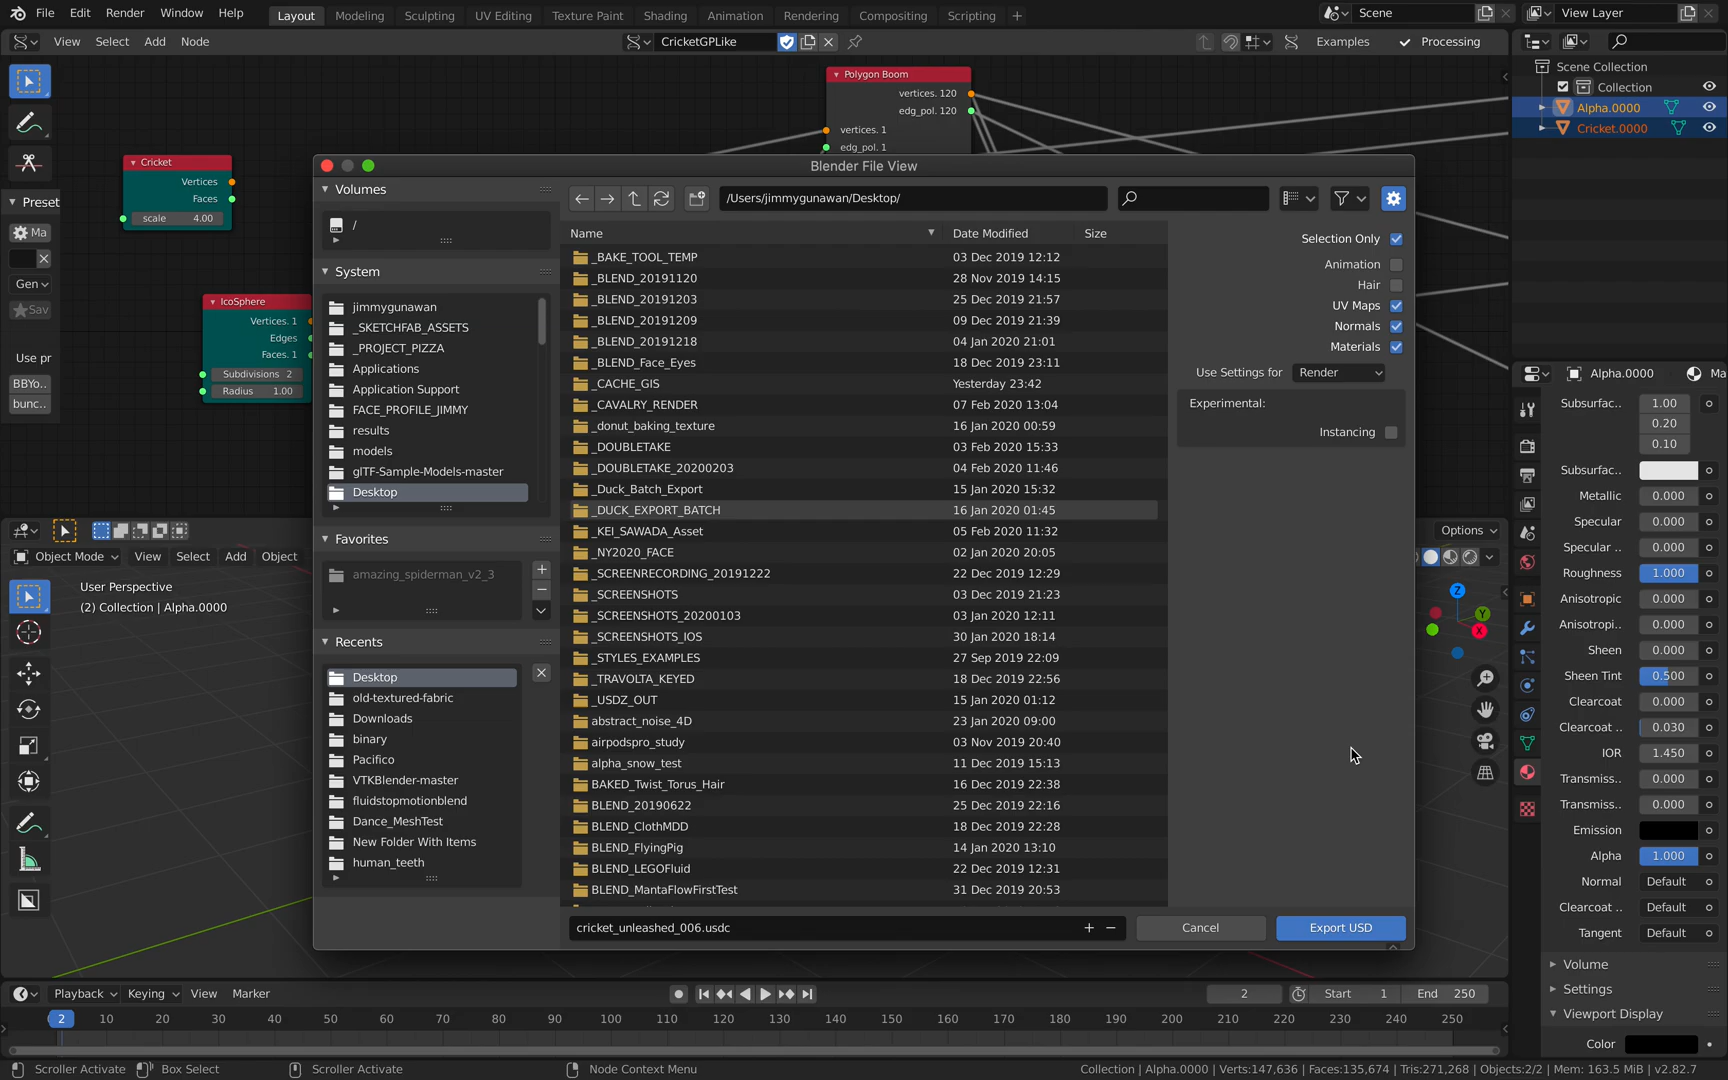 File Edit Render Window Help Layout Modeling Sculpting UV Editing Texture Paint Shading Animation Rendering Compositing Scripting + Scene View Layer
View Select Add Node CricketGPLike Examples Processing
Scene Collection
Collection
Alpha.0000
Cricket.0000
Polygon Boom
vertices. 120
edg_pol. 120
vertices. 1
edg_pol. 1
Cricket
Vertices
Faces
scale 4.00
Preset
Ma
Gen
Sav
Use pr
BBYo..
bunc..
IcoSphere
Vertices. 1
Edges
Faces. 1
Subdivisions 2
Radius 1.00
Blender File View
Volumes
/
System
jimmygunawan
_SKETCHFAB_ASSETS
_PROJECT_PIZZA
Applications
Application Support
FACE_PROFILE_JIMMY
results
models
glTF-Sample-Models-master
Desktop
Favorites
amazing_spiderman_v2_3
Recents
Desktop
old-textured-fabric
Downloads
binary
Pacifico
VTKBlender-master
fluidstopmotionblend
Dance_MeshTest
New Folder With Items
human_teeth
/Users/jimmygunawan/Desktop/
Name Date Modified Size
_BAKE_TOOL_TEMP 03 Dec 2019 12:12
_BLEND_20191120 28 Nov 2019 14:15
_BLEND_20191203 25 Dec 2019 21:57
_BLEND_20191209 09 Dec 2019 21:39
_BLEND_20191218 04 Jan 2020 21:01
_BLEND_Face_Eyes 18 Dec 2019 23:11
_CACHE_GIS Yesterday 23:42
_CAVALRY_RENDER 07 Feb 2020 13:04
_donut_baking_texture 16 Jan 2020 00:59
_DOUBLETAKE 03 Feb 2020 15:33
_DOUBLETAKE_20200203 04 Feb 2020 11:46
_Duck_Batch_Export 15 Jan 2020 15:32
_DUCK_EXPORT_BATCH 16 Jan 2020 01:45
_KEI_SAWADA_Asset 05 Feb 2020 11:32
_NY2020_FACE 02 Jan 2020 20:05
_SCREENRECORDING_20191222 22 Dec 2019 12:29
_SCREENSHOTS 03 Dec 2019 21:23
_SCREENSHOTS_20200103 03 Jan 2020 12:11
_SCREENSHOTS_IOS 30 Jan 2020 18:14
_STYLES_EXAMPLES 27 Sep 2019 22:09
_TRAVOLTA_KEYED 18 Dec 2019 22:56
_USDZ_OUT 15 Jan 2020 01:12
abstract_noise_4D 23 Jan 2020 09:00
airpodspro_study 03 Nov 2019 20:40
alpha_snow_test 11 Dec 2019 15:13
BAKED_Twist_Torus_Hair 16 Dec 2019 22:38
BLEND_20190622 25 Dec 2019 22:16
BLEND_ClothMDD 18 Dec 2019 22:28
BLEND_FlyingPig 14 Jan 2020 13:10
BLEND_LEGOFluid 22 Dec 2019 12:31
BLEND_MantaFlowFirstTest 31 Dec 2019 20:53
cricket_unleashed_006.usdc + − Cancel Export USD
Selection Only
Animation
Hair
UV Maps
Normals
Materials
Use Settings for Render
Experimental:
Instancing
Options
Object Mode View Select Add Object
User Perspective
(2) Collection | Alpha.0000
Z
Y
X
Alpha.0000 Ma
Subsurfac.. 1.00
0.20
0.10
Subsurfac..
Metallic 0.000
Specular 0.000
Specular .. 0.000
Roughness 1.000
Anisotropic 0.000
Anisotropi.. 0.000
Sheen 0.000
Sheen Tint 0.500
Clearcoat 0.000
Clearcoat .. 0.030
IOR 1.450
Transmiss.. 0.000
Transmiss.. 0.000
Emission
Alpha 1.000
Normal Default
Clearcoat .. Default
Tangent Default
Volume
Settings
Viewport Display
Color
Playback Keying View Marker 2 Start 1 End 250
2 10 20 30 40 50 60 70 80 90 100 110 120 130 140 150 160 170 180 190 200 210 220 230 240 250
Scroller Activate Box Select Scroller Activate Node Context Menu Collection | Alpha.0000 | Verts:147,636 | Faces:135,674 | Tris:271,268 | Objects:2/2 | Mem: 163.5 MiB | v2.82.7